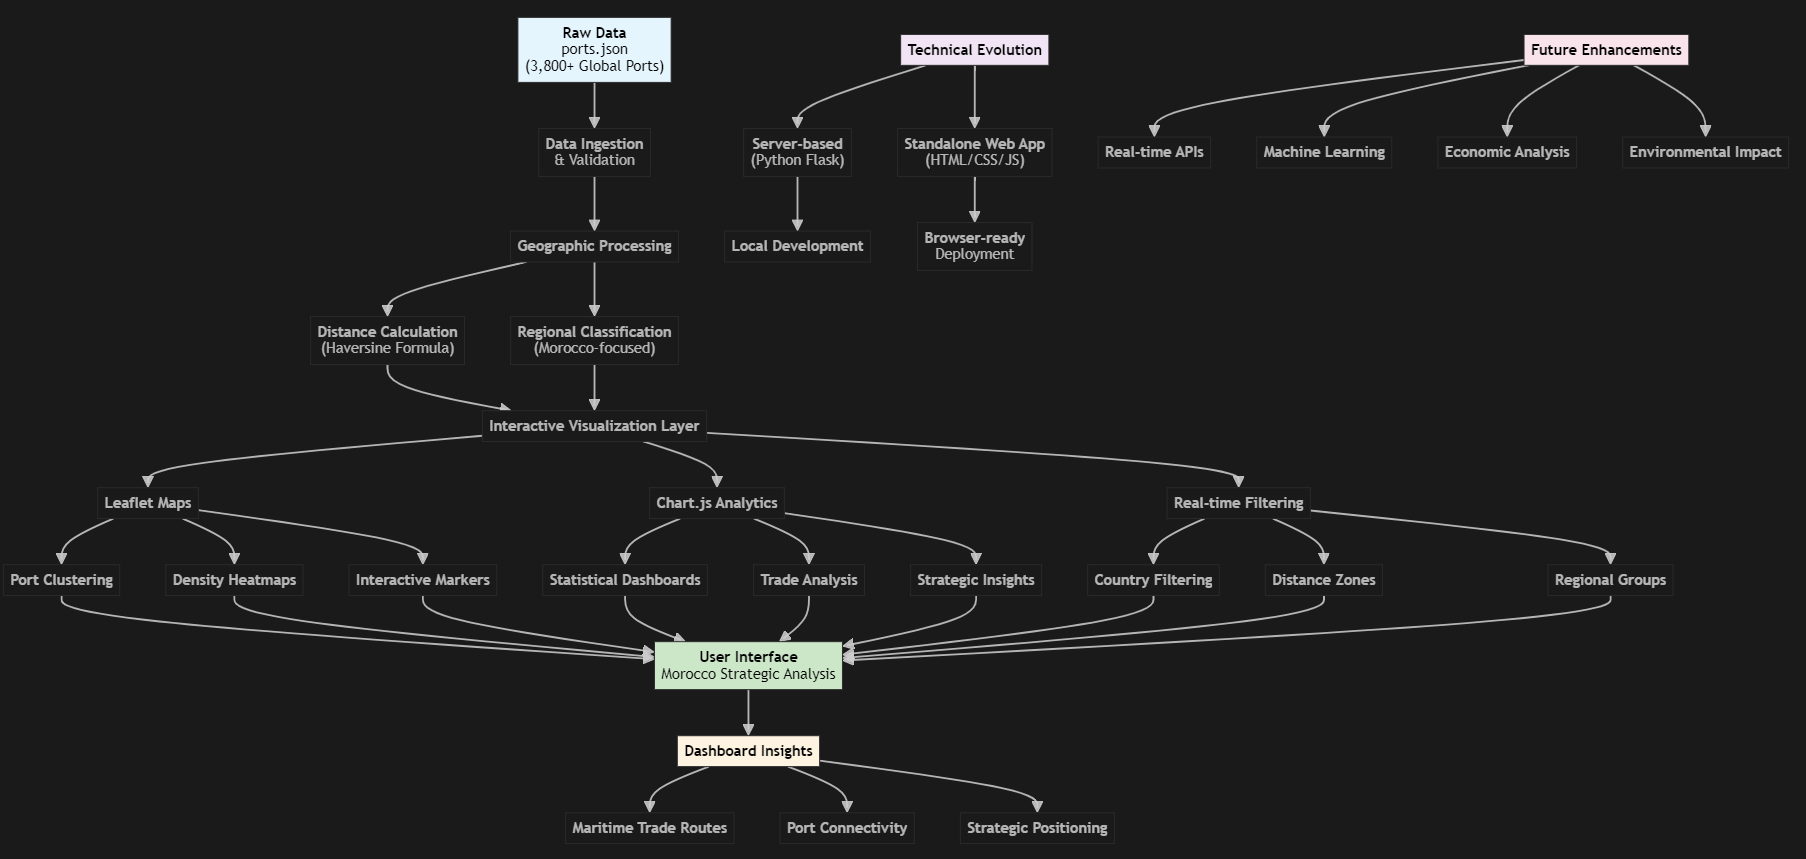 Raw Data
ports.json
(3,800+ Global Ports)
Technical Evolution
Future Enhancements
Data Ingestion
& Validation
Server-based
(Python Flask)
Standalone Web App
(HTML/CSS/JS)
Real-time APIs
Machine Learning
Economic Analysis
Environmental Impact
Geographic Processing
Local Development
Browser-ready
Deployment
Distance Calculation
(Haversine Formula)
Regional Classification
(Morocco-focused)
Interactive Visualization Layer
Leaflet Maps
Chart.js Analytics
Real-time Filtering
Port Clustering
Density Heatmaps
Interactive Markers
Statistical Dashboards
Trade Analysis
Strategic Insights
Country Filtering
Distance Zones
Regional Groups
User Interface
Morocco Strategic Analysis
Dashboard Insights
Maritime Trade Routes
Port Connectivity
Strategic Positioning